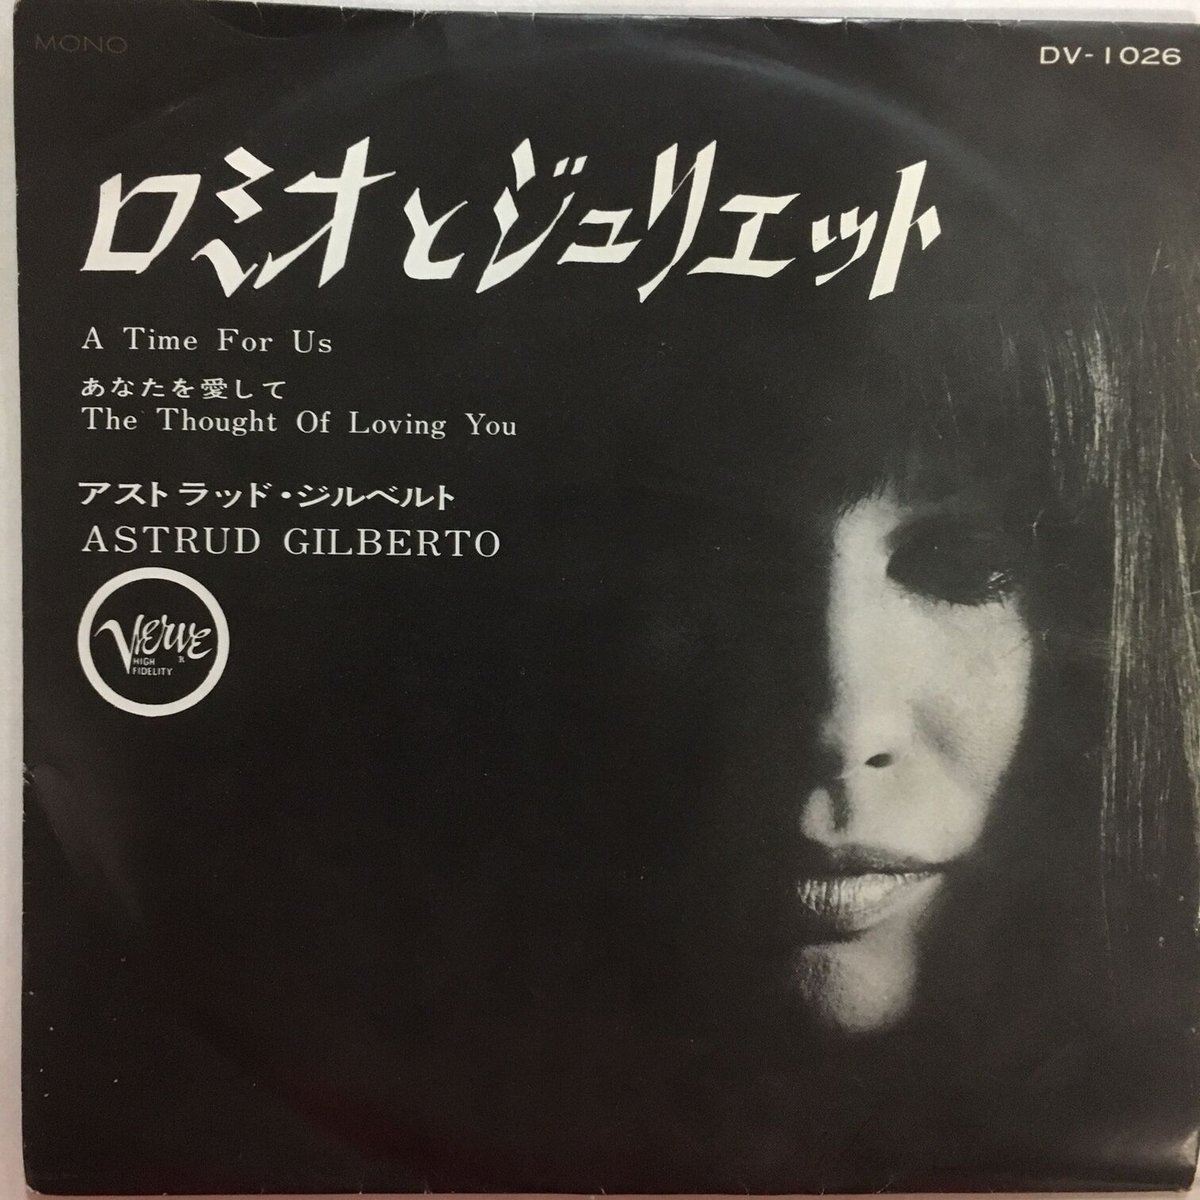 MONO
DV-1026
ロミオとジュリエット
A Time For Us
あなたを愛して
The Thought Of Loving You
アストラッド・ジルベルト
ASTRUD GILBERTO
Verve
HIGH
FIDELITY
R